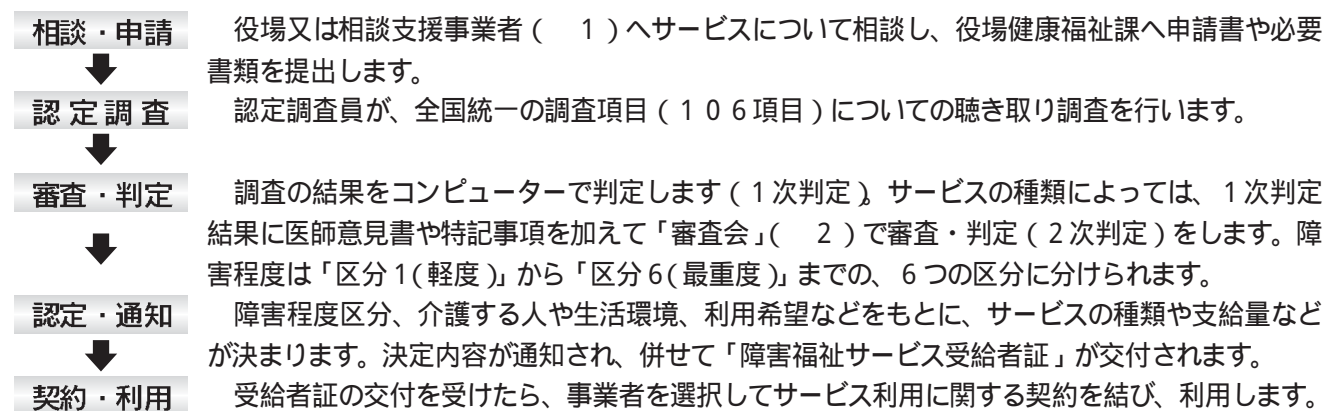 相談・申請
役場又は相談支援事業者( 1)へサービスについて相談し、役場健康福祉課へ申請書や必要
書類を提出します。
認定調査
認定調査員が、全国統一の調査項目(106項目)についての聴き取り調査を行います。
審査・判定
調査の結果をコンピューターで判定します(1次判定)。サービスの種類によっては、1次判定
結果に医師意見書や特記事項を加えて「審査会」( 2)で審査・判定(2次判定)をします。障
害程度は「区分1(軽度)」から「区分6(最重度)」までの、6つの区分に分けられます。
認定・通知
障害程度区分、介護する人や生活環境、利用希望などをもとに、サービスの種類や支給量など
が決まります。決定内容が通知され、併せて「障害福祉サービス受給者証」が交付されます。
契約・利用
受給者証の交付を受けたら、事業者を選択してサービス利用に関する契約を結び、利用します。